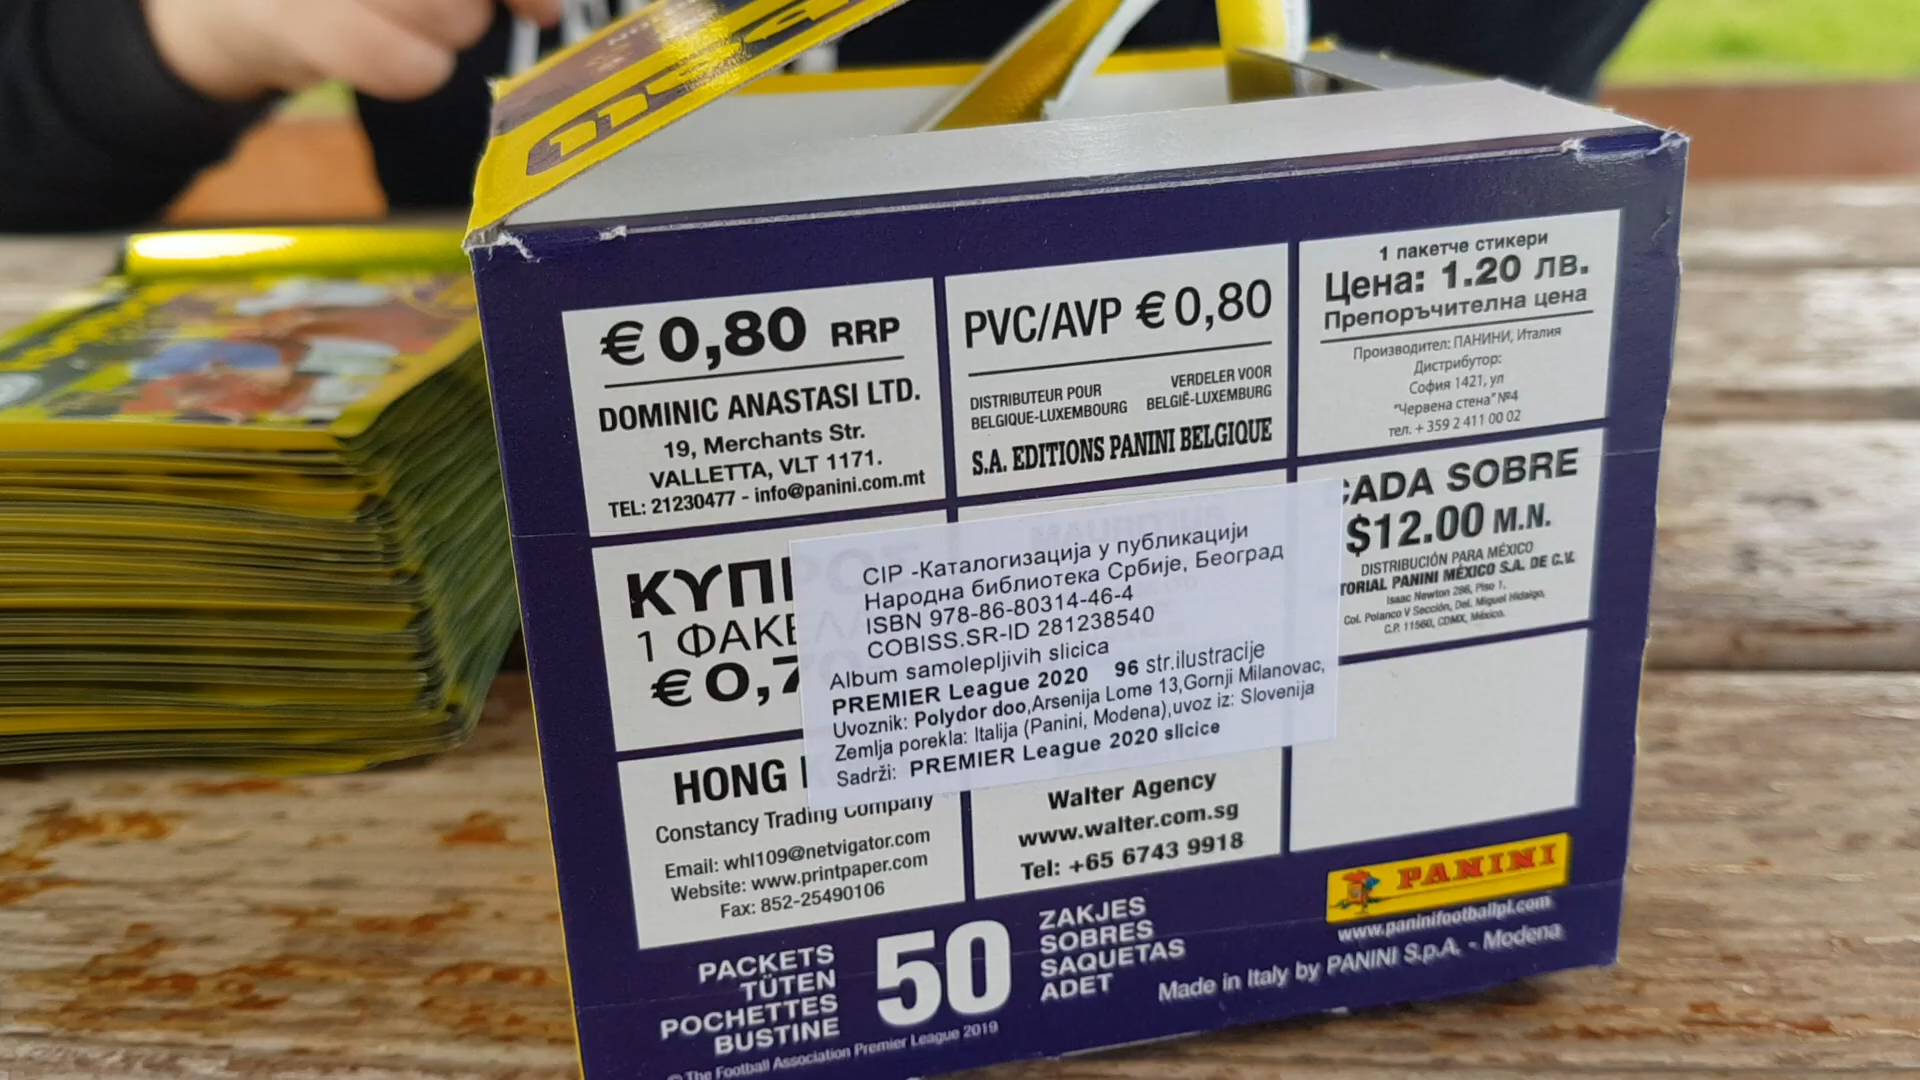 € 0,80 RRP
DOMINIC ANASTASI LTD.
19, Merchants Str.
VALLETTA, VLT 1171.
TEL: 21230477 - info@panini.com.mt
PVC/AVP € 0,80
DISTRIBUTEUR POUR
BELGIQUE-LUXEMBOURG
VERDELER VOOR
BELGIË-LUXEMBURG
S.A. EDITIONS PANINI BELGIQUE
1 пакетче стикери
Цена: 1.20 лв.
Препоръчителна цена
Производител: ПАНИНИ, Италия
Дистрибутор:
София 1421, ул
"Червена стена" №4
тел. + 359 2 411 00 02
ΚΥΠ
1 ΦΑΚΕ
€0,7
CIP -Каталогизација у публикацији
Народна библиотека Србије, Београд
ISBN 978-86-80314-46-4
COBISS.SR-ID 281238540
Album samolepljivih slicica
PREMIER League 2020 96 str.ilustracije
Uvoznik: Polydor doo,Arsenija Lome 13,Gornji Milanovac,
Zemlja porekla: Italija (Panini, Modena),uvoz iz: Slovenija
Sadrži: PREMIER League 2020 slicice
ADA SOBRE
$12.00 M.N.
DISTRIBUCIÓN PARA MÉXICO
TORIAL PANINI MÉXICO S.A. DE C.V.
Isaac Newton 286, Piso 1,
Col. Polanco V Sección, Del. Miguel Hidalgo,
C.P. 11560, CDMX, México.
HONG
Constancy Trading Company
Email: whl109@netvigator.com
Website: www.printpaper.com
Fax: 852-25490106
Walter Agency
www.walter.com.sg
Tel: +65 6743 9918
PACKETS
TÜTEN
POCHETTES
BUSTINE
50
ZAKJES
SOBRES
SAQUETAS
ADET
PANINI
www.paninifootballpl.com
Made in Italy by PANINI S.p.A. - Modena
© The Football Association Premier League 2019